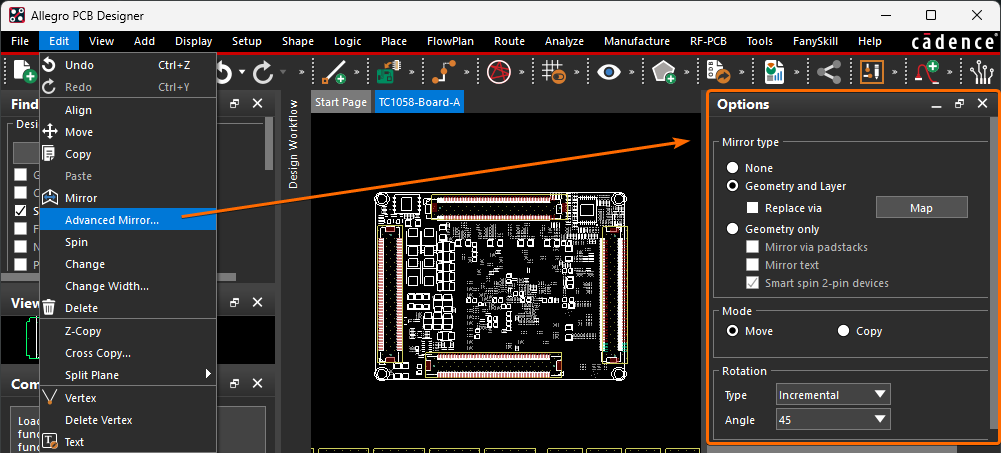 Allegro PCB Designer
File Edit View Add Display Setup Shape Logic Place FlowPlan Route Analyze Manufacture RF-PCB Tools FanySkill Help cādence
Undo Ctrl+Z
Redo Ctrl+Y
Align
Move
Copy
Paste
Mirror
Advanced Mirror...
Spin
Change
Change Width...
Delete
Z-Copy
Cross Copy...
Split Plane
Vertex
Delete Vertex
Text
Find
Desi
S
View
Com
Load
func
func
Design Workflow
Start Page
TC1058-Board-A
Options
Mirror type
None
Geometry and Layer
Replace via
Map
Geometry only
Mirror via padstacks
Mirror text
Smart spin 2-pin devices
Mode
Move Copy
Rotation
Type Incremental
Angle 45